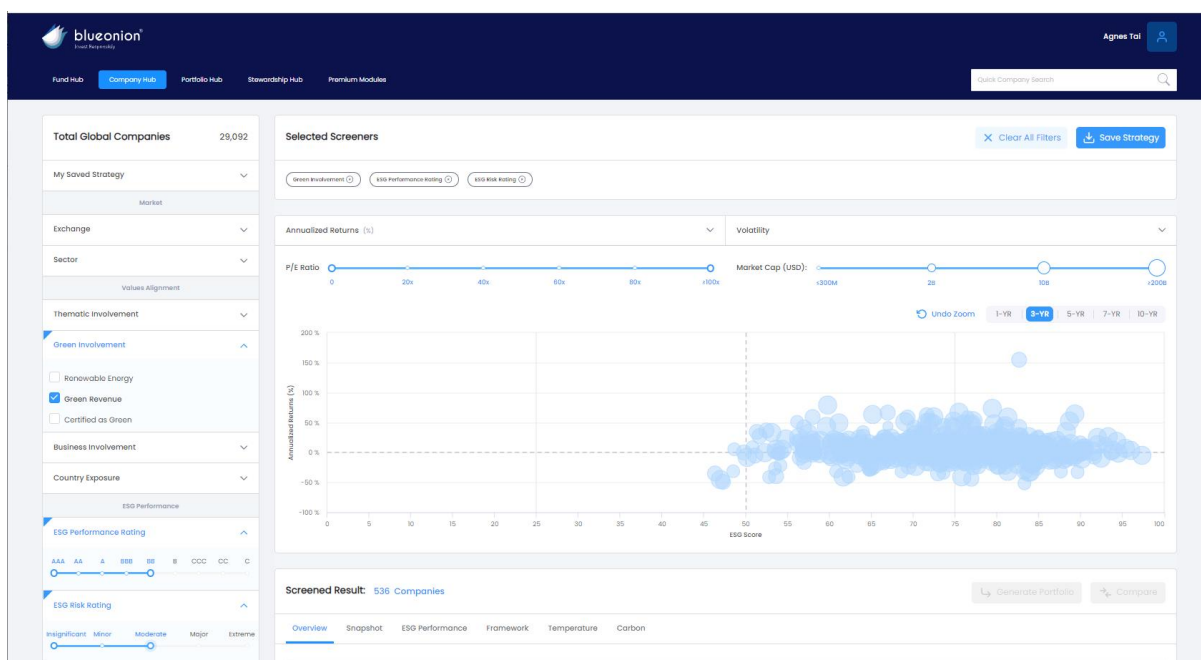 blueonion®
Invest Responsibly
Agnes Tai
Fund Hub Company Hub Portfolio Hub Stewardship Hub Premium Modules
Quick Company Search
Total Global Companies 29,092
My Saved Strategy
Market
Exchange
Sector
Values Alignment
Thematic Involvement
Green Involvement
Renewable Energy
Green Revenue
Certified as Green
Business Involvement
Country Exposure
ESG Performance
ESG Performance Rating
AAA AA A BBB BB B CCC CC C
ESG Risk Rating
Insignificant Minor Moderate Major Extreme
Selected Screeners
Clear All Filters Save Strategy
Green Involvement ESG Performance Rating ESG Risk Rating
Annualized Returns (%) Volatility
P/E Ratio Market Cap (USD):
0 20x 40x 60x 80x ≥100x ≤300M 2B 10B ≥200B
Undo Zoom 1-YR 3-YR 5-YR 7-YR 10-YR
200 %
150 %
100 %
50 %
0 %
-50 %
-100 %
Annualized Returns (%)
0 5 10 15 20 25 30 35 40 45 50 55 60 65 70 75 80 85 90 95 100
ESG Score
Screened Result: 536 Companies
Generate Portfolio Compare
Overview Snapshot ESG Performance Framework Temperature Carbon